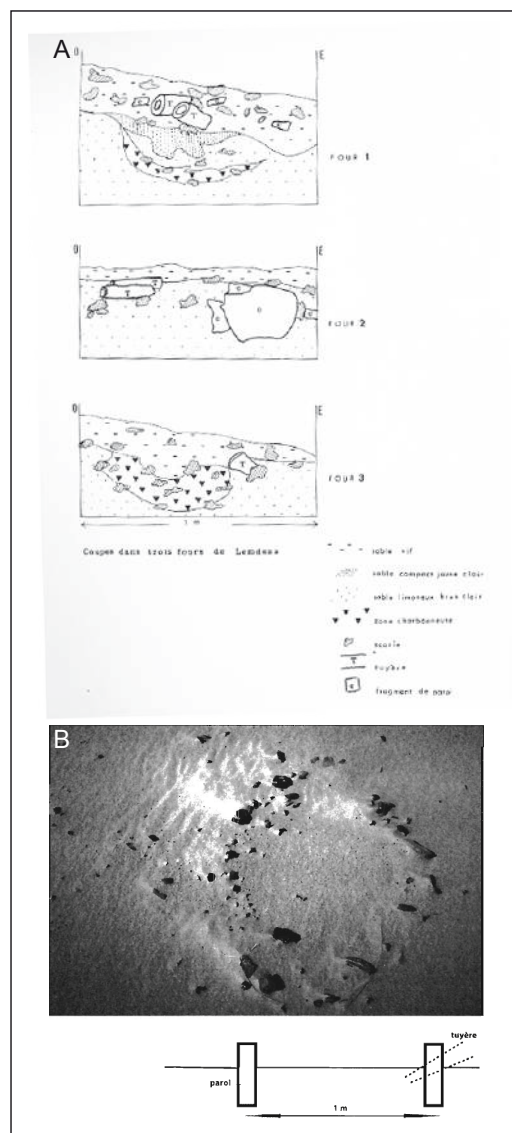 A
O E
T
T
FOUR 1
O E
T
FOUR 2
O E
T
FOUR 3
1 m
Coupes dans trois fours de Lemdena
sable vif
sable compact jaune clair
sable limoneux brun clair
zone charbonneuse
scorie
T
tuyère
fragment de paroi
B
tuyère
paroi
1 m